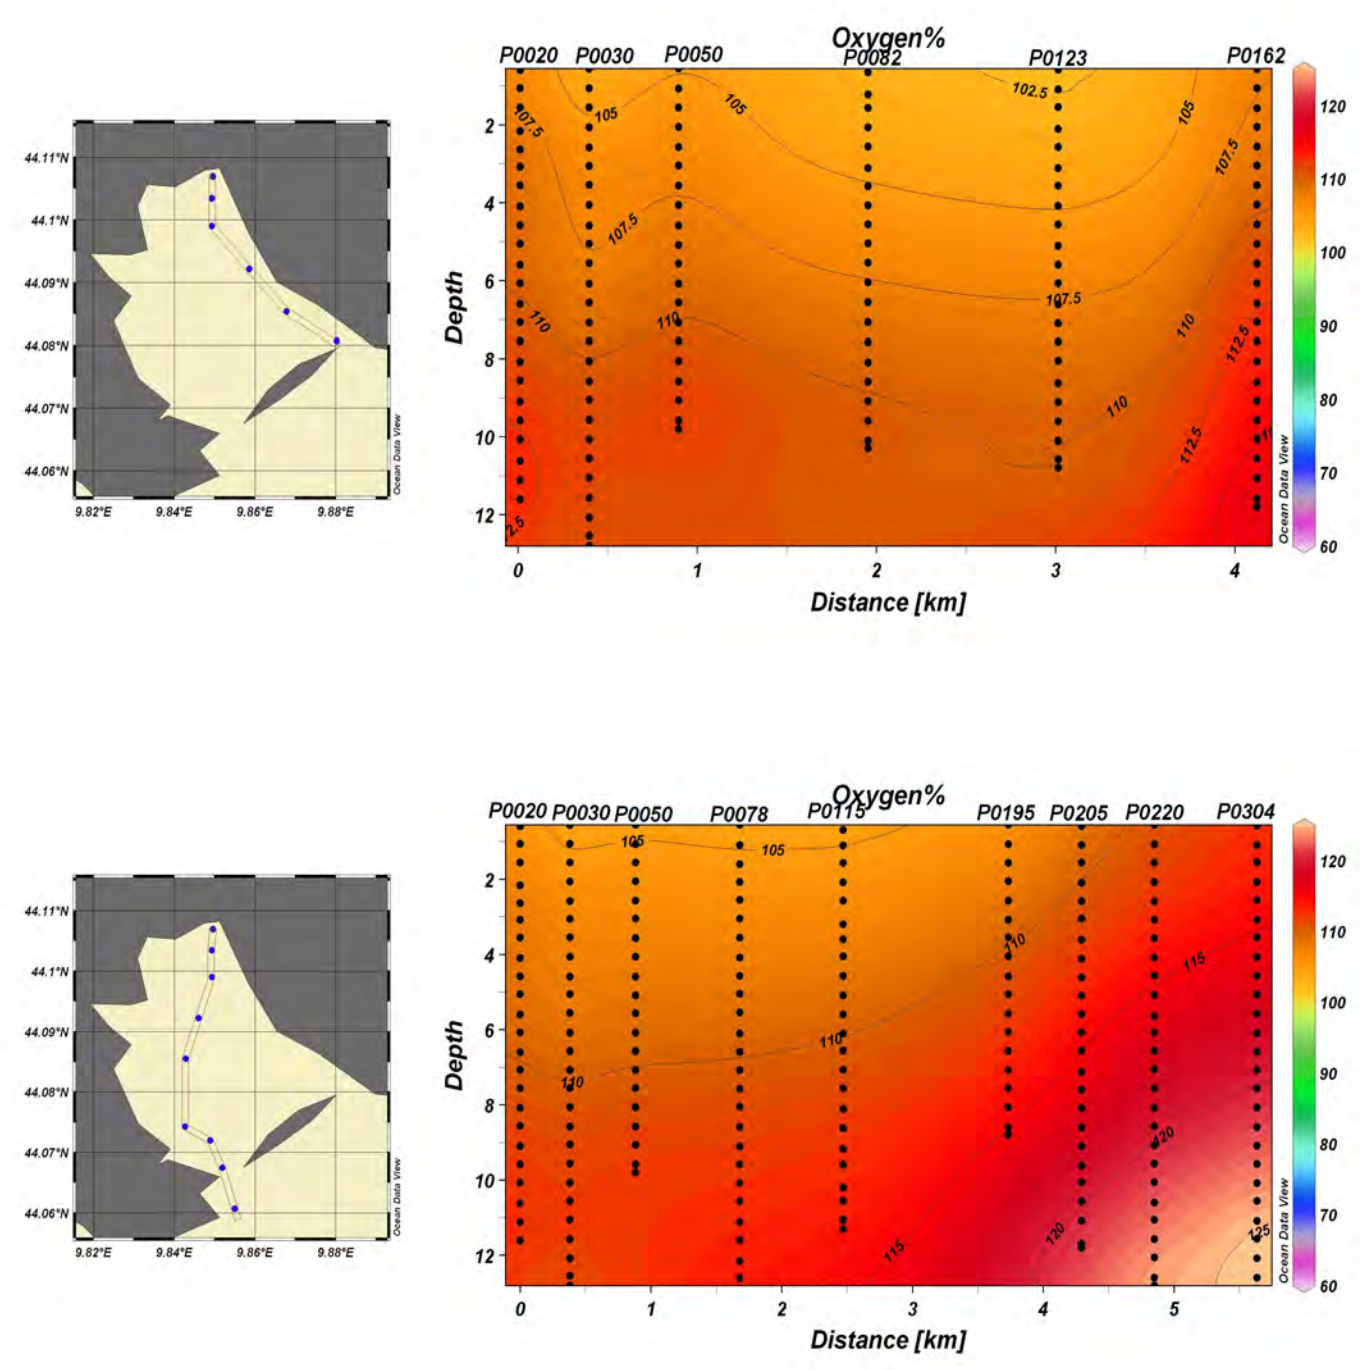 Oxygen%
P0020 P0030 P0050 P0082 P0123 P0162
44.11°N
44.1°N
44.09°N
44.08°N
44.07°N
44.06°N
9.82°E 9.84°E 9.86°E 9.88°E
Ocean Data View
Depth
2
4
6
8
10
12
107.5
105
105
102.5
105
107.5
107.5
107.5
110
110
110
110
112.5
112.5
2.5
0 1 2 3 4
Distance [km]
Ocean Data View
120
110
100
90
80
70
60
Oxygen%
P0020 P0030 P0050 P0078 P0115 P0195 P0205 P0220 P0304
44.11°N
44.1°N
44.09°N
44.08°N
44.07°N
44.06°N
9.82°E 9.84°E 9.86°E 9.88°E
Ocean Data View
Depth
2
4
6
8
10
12
105
105
110
115
110
110
120
120
125
115
0 1 2 3 4 5
Distance [km]
Ocean Data View
120
110
100
90
80
70
60